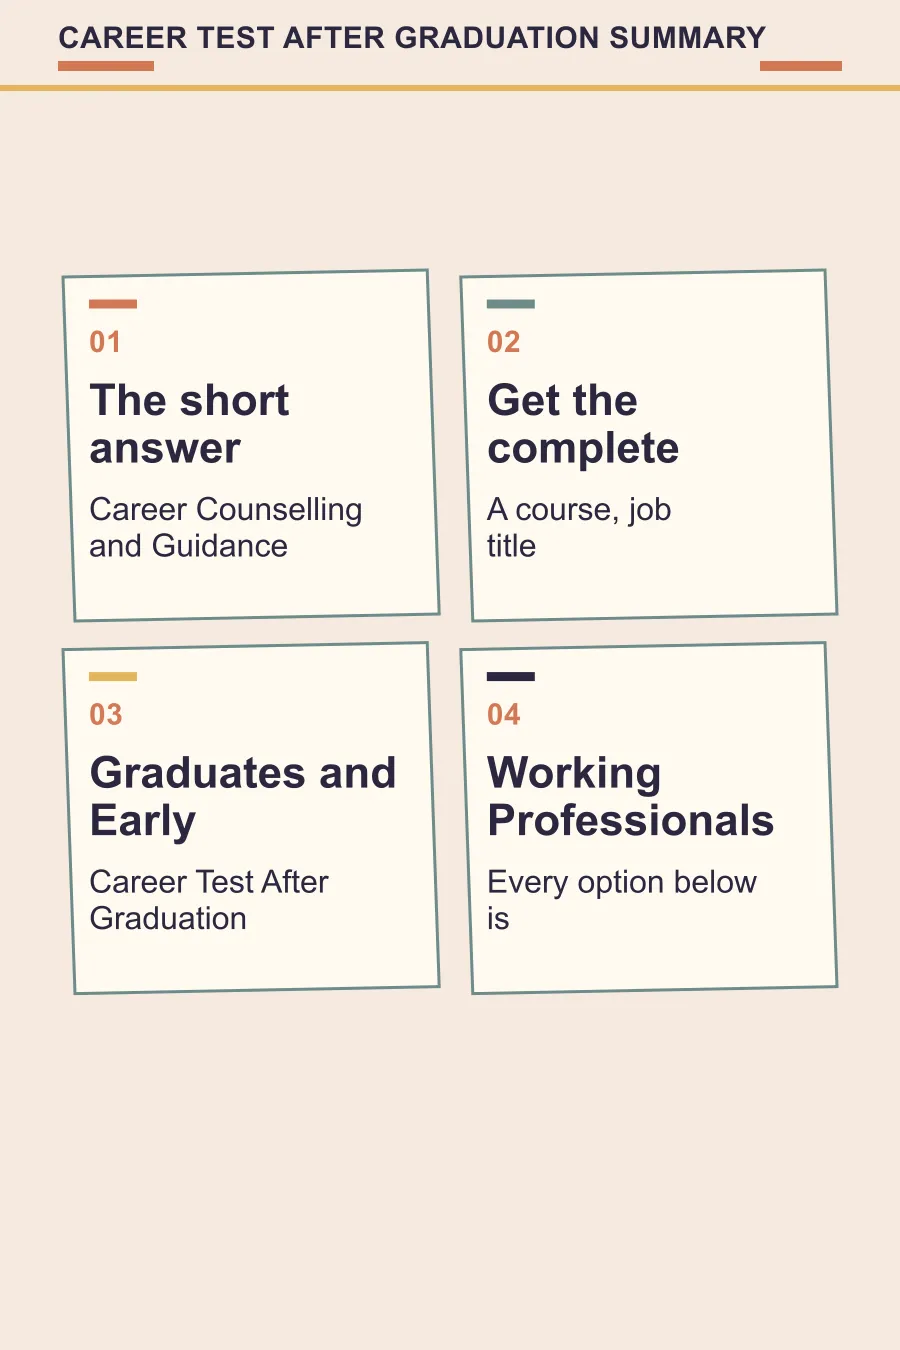 CAREER TEST AFTER GRADUATION SUMMARY
01
The short
answer
Career Counselling
and Guidance
02
Get the
complete
A course, job
title
03
Graduates and
Early
Career Test After
Graduation
04
Working
Professionals
Every option below
is